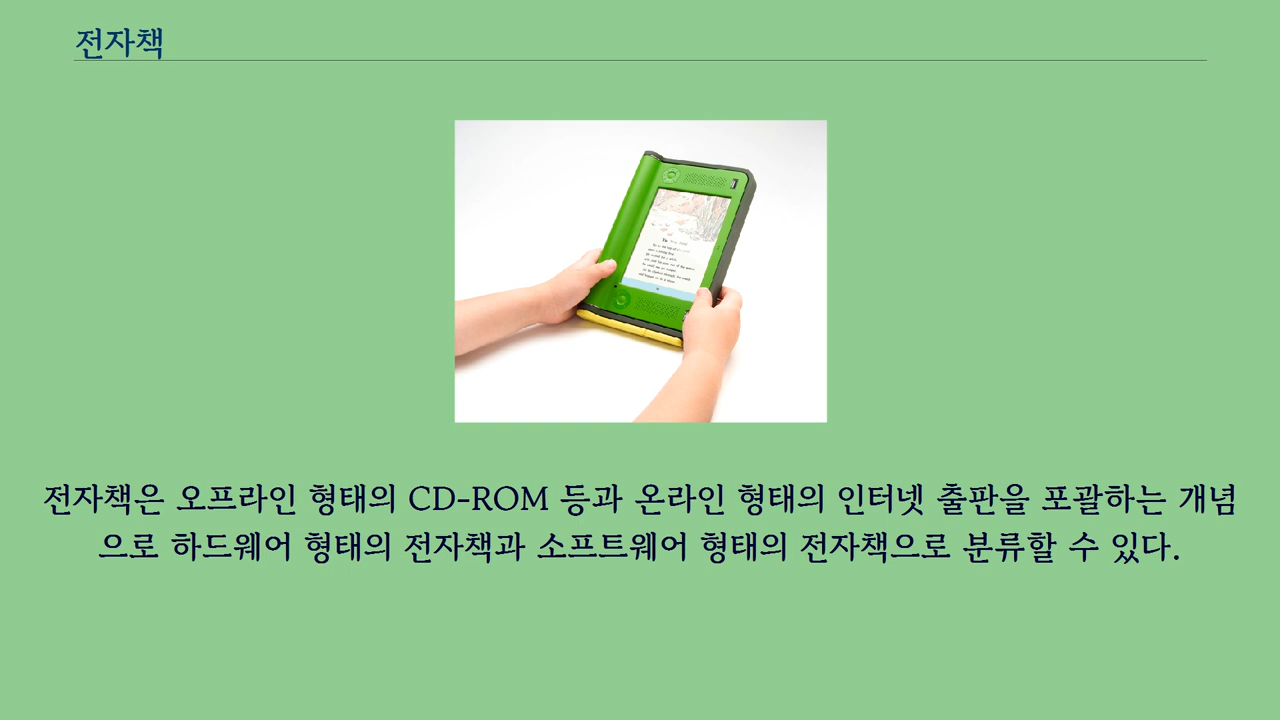 전자책
전자책은 오프라인 형태의 CD-ROM 등과 온라인 형태의 인터넷 출판을 포괄하는 개념
으로 하드웨어 형태의 전자책과 소프트웨어 형태의 전자책으로 분류할 수 있다.